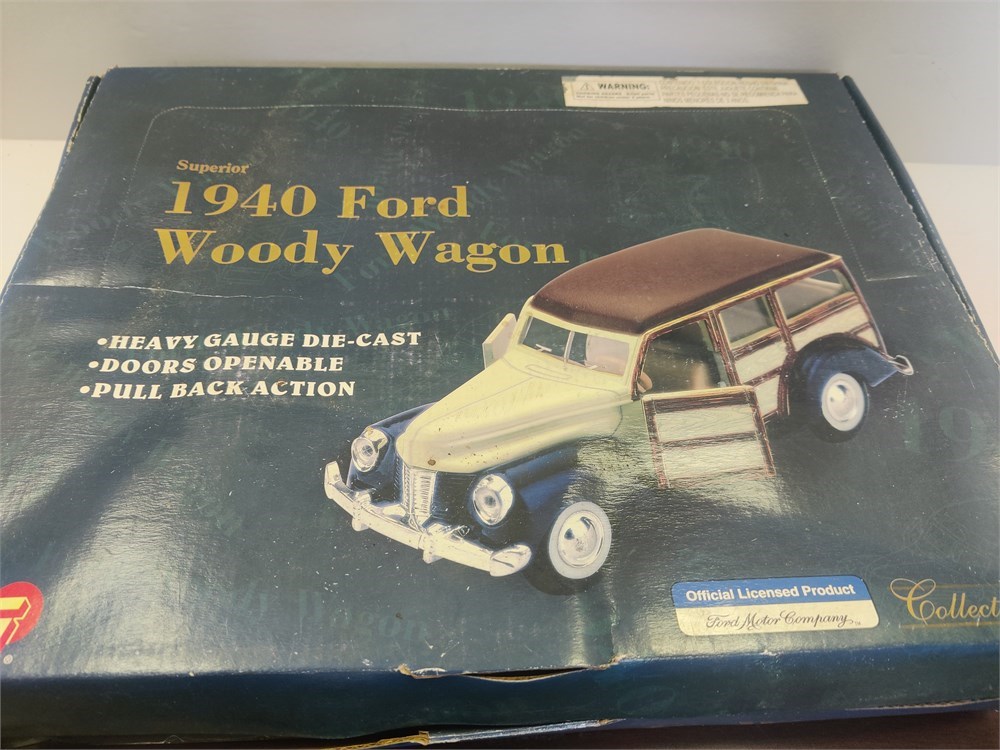 WARNING:
Superior
1940 Ford
Woody Wagon
•HEAVY GAUGE DIE-CAST
•DOORS OPENABLE
•PULL BACK ACTION
Official Licensed Product
Ford Motor Company
Collect